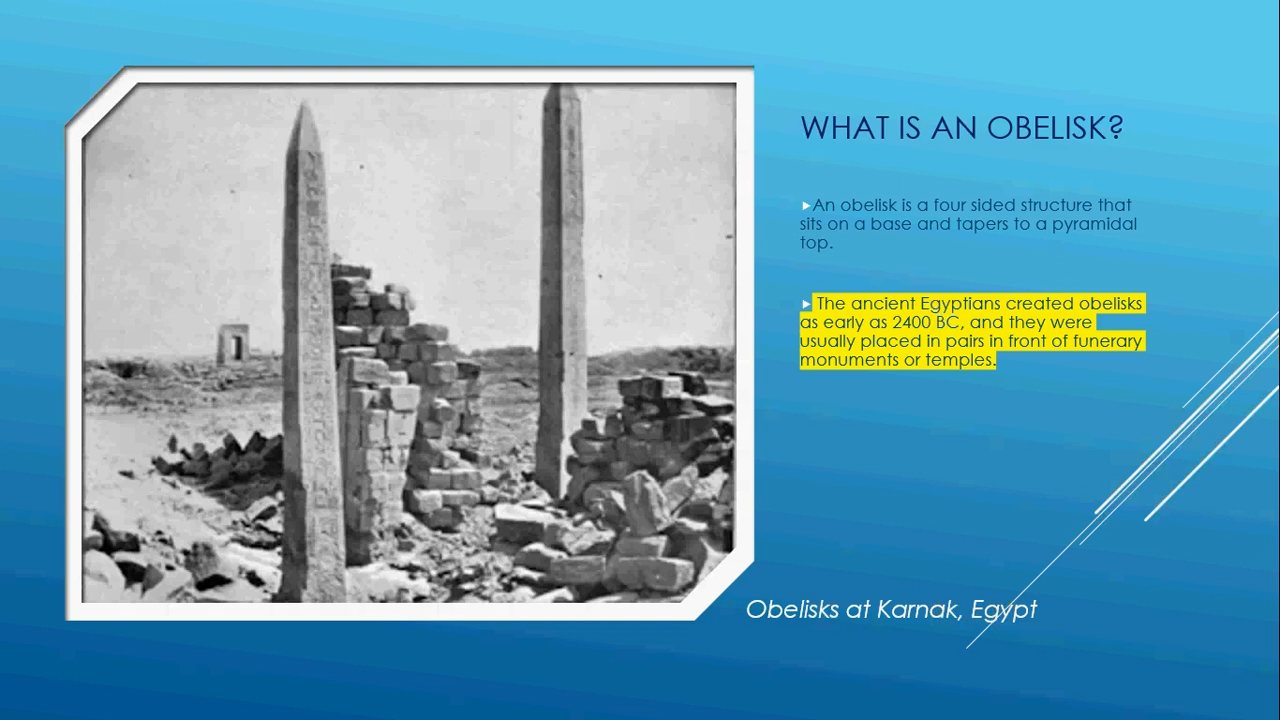 WHAT IS AN OBELISK?
An obelisk is a four sided structure that
sits on a base and tapers to a pyramidal
top.
The ancient Egyptians created obelisks
as early as 2400 BC, and they were
usually placed in pairs in front of funerary
monuments or temples.
Obelisks at Karnak, Egypt